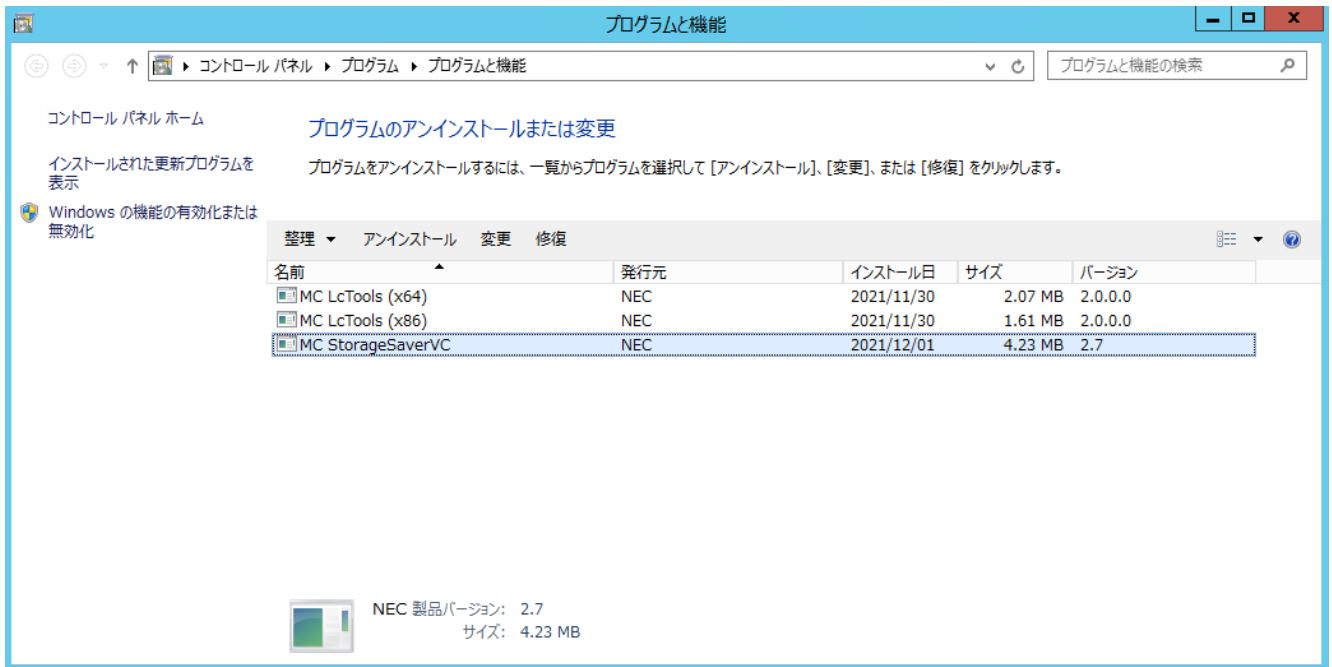 プログラムと機能
コントロール パネル プログラム プログラムと機能
プログラムと機能の検索
コントロール パネル ホーム
インストールされた更新プログラムを
表示
Windows の機能の有効化または
無効化
プログラムのアンインストールまたは変更
プログラムをアンインストールするには、一覧からプログラムを選択して [アンインストール]、[変更]、または [修復] をクリックします。
整理 アンインストール 変更 修復
名前 発行元 インストール日 サイズ バージョン
MC LcTools (x64) NEC 2021/11/30 2.07 MB 2.0.0.0
MC LcTools (x86) NEC 2021/11/30 1.61 MB 2.0.0.0
MC StorageSaverVC NEC 2021/12/01 4.23 MB 2.7
NEC 製品バージョン: 2.7
サイズ: 4.23 MB